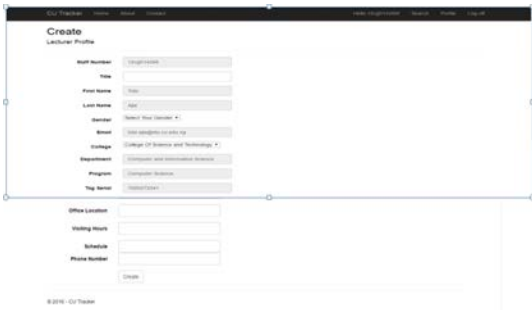 CU Tracker Home About Contact Search Profile Log off
Create
Lecturer Profile
Staff Number
Title
First Name
Last Name
Gender Select Your Gender
Email
College College Of Science and Technology
Department Computer and Information Science
Program Computer Science
Tag Serial
Office Location
Visiting Hours
Schedule
Phone Number
Create
© 2016 - CU Tracker